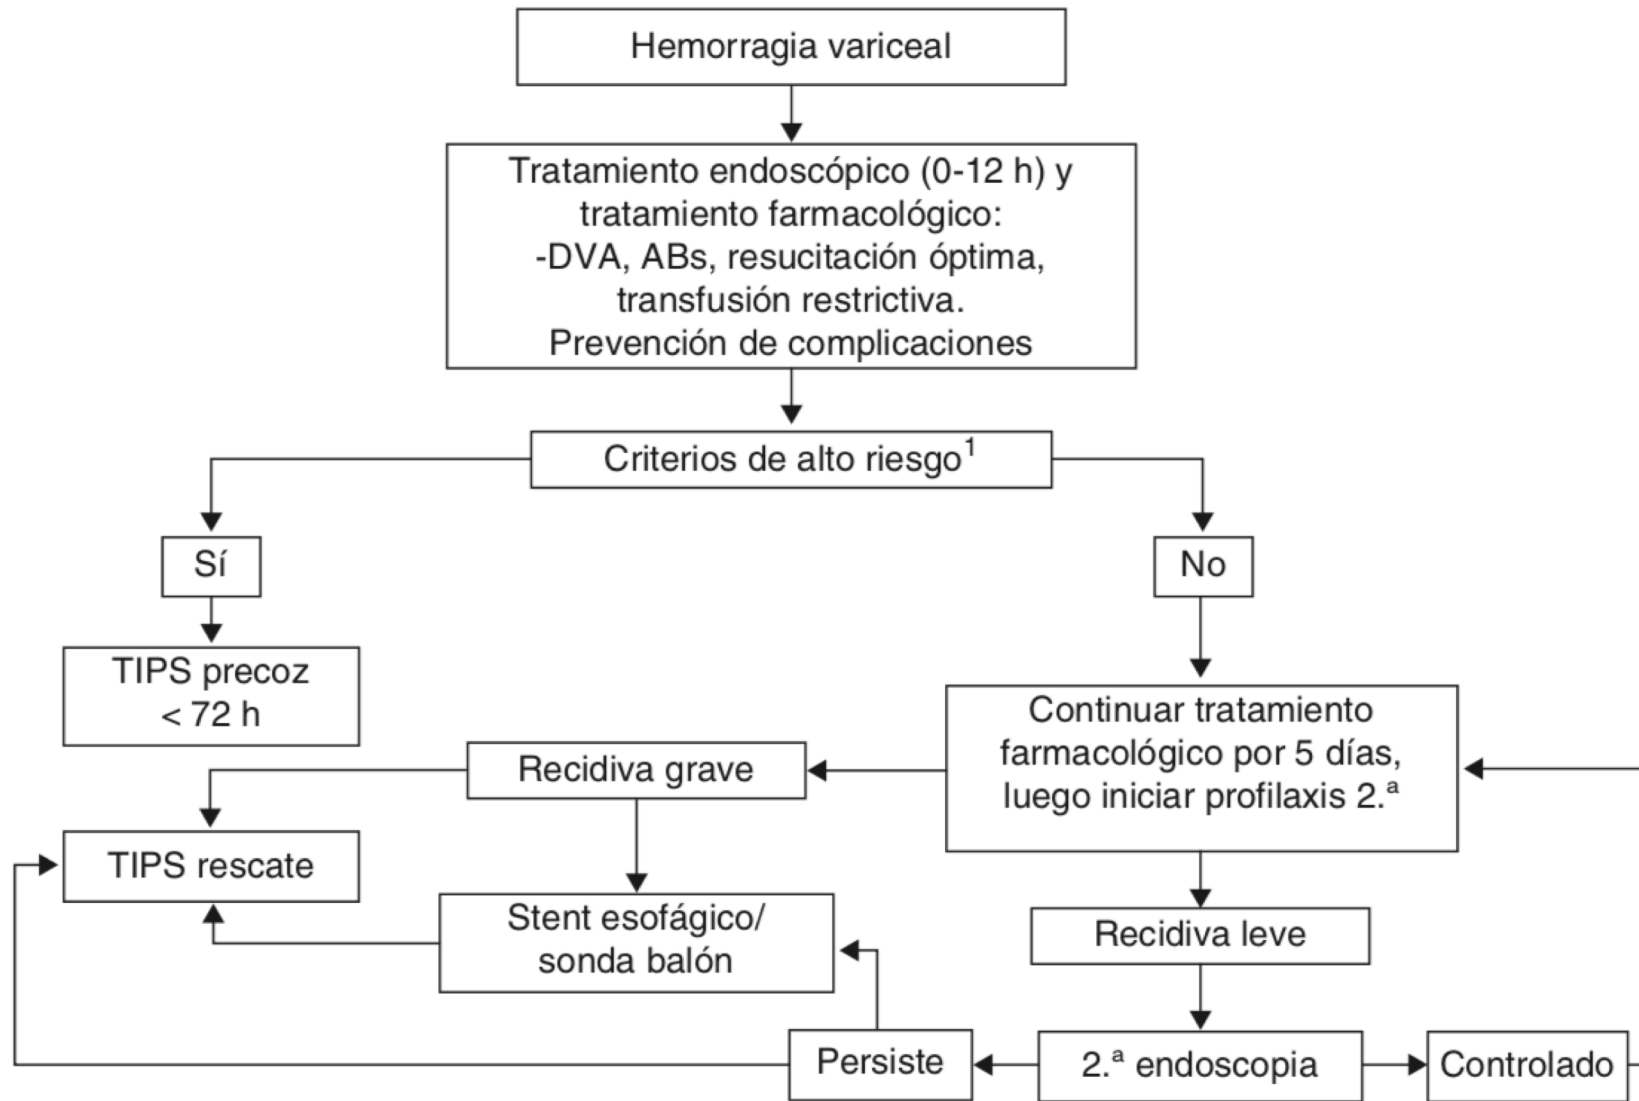 Hemorragia variceal
Tratamiento endoscópico (0-12 h) y
tratamiento farmacológico:
-DVA, ABs, resucitación óptima,
transfusión restrictiva.
Prevención de complicaciones
Criterios de alto riesgo¹
Sí
No
TIPS precoz
< 72 h
Continuar tratamiento
farmacológico por 5 días,
luego iniciar profilaxis 2.ª
Recidiva grave
TIPS rescate
Stent esofágico/
sonda balón
Recidiva leve
Persiste
2.ª endoscopia
Controlado